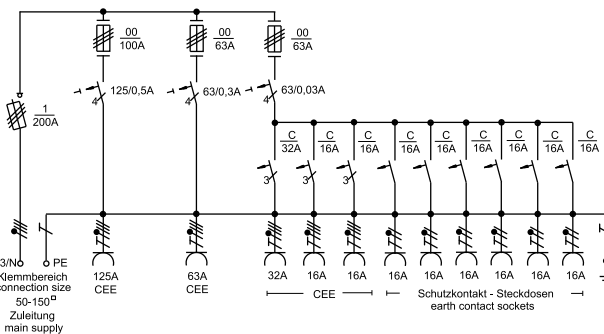 00
100A
00
63A
00
63A
125/0,5A
63/0,3A
63/0,03A
4
4
4
1
200A
C
32A
C
16A
C
16A
C
16A
C
16A
C
16A
C
16A
C
16A
C
16A
3
3
3
3/N
PE
Klemmbereich
connection size
50-150□
Zuleitung
main supply
125A
CEE
63A
CEE
32A
16A
16A
16A
16A
16A
16A
16A
16A
CEE
Schutzkontakt - Steckdosen
earth contact sockets